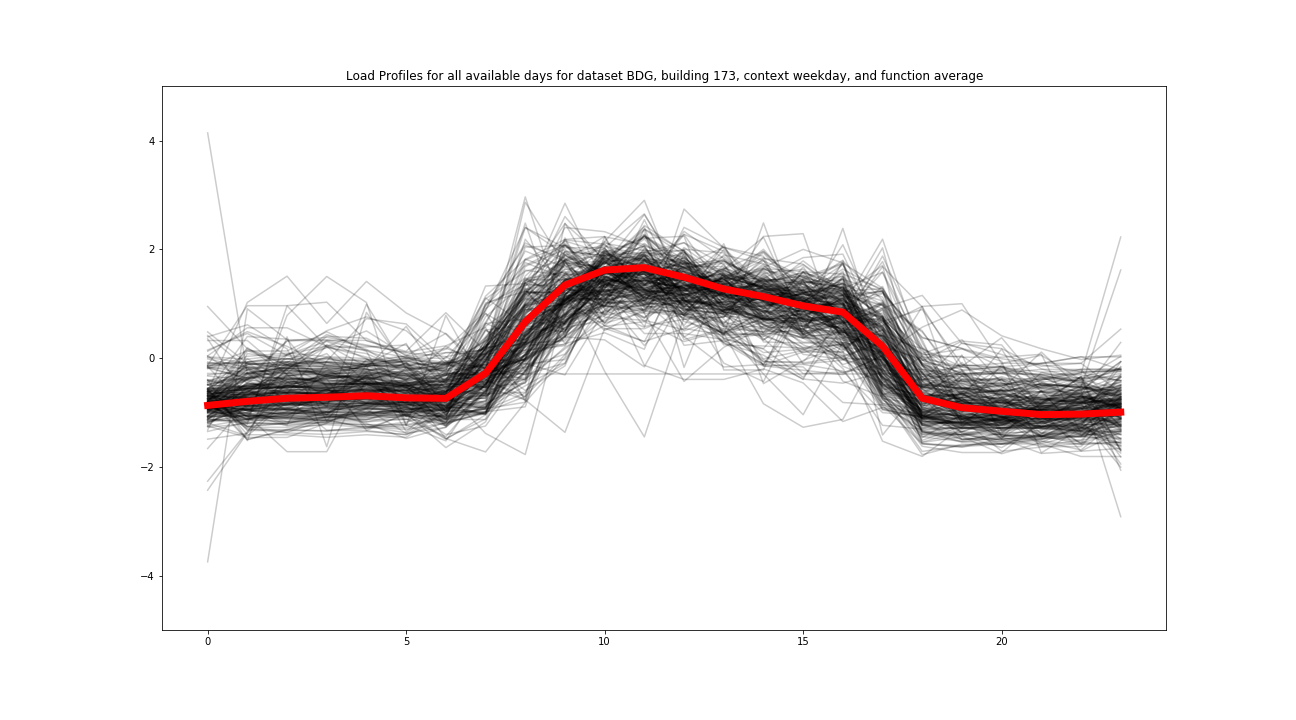 Load Profiles for all available days for dataset BDG, building 173, context weekday, and function average
4
2
0
−2
−4
0 5 10 15 20